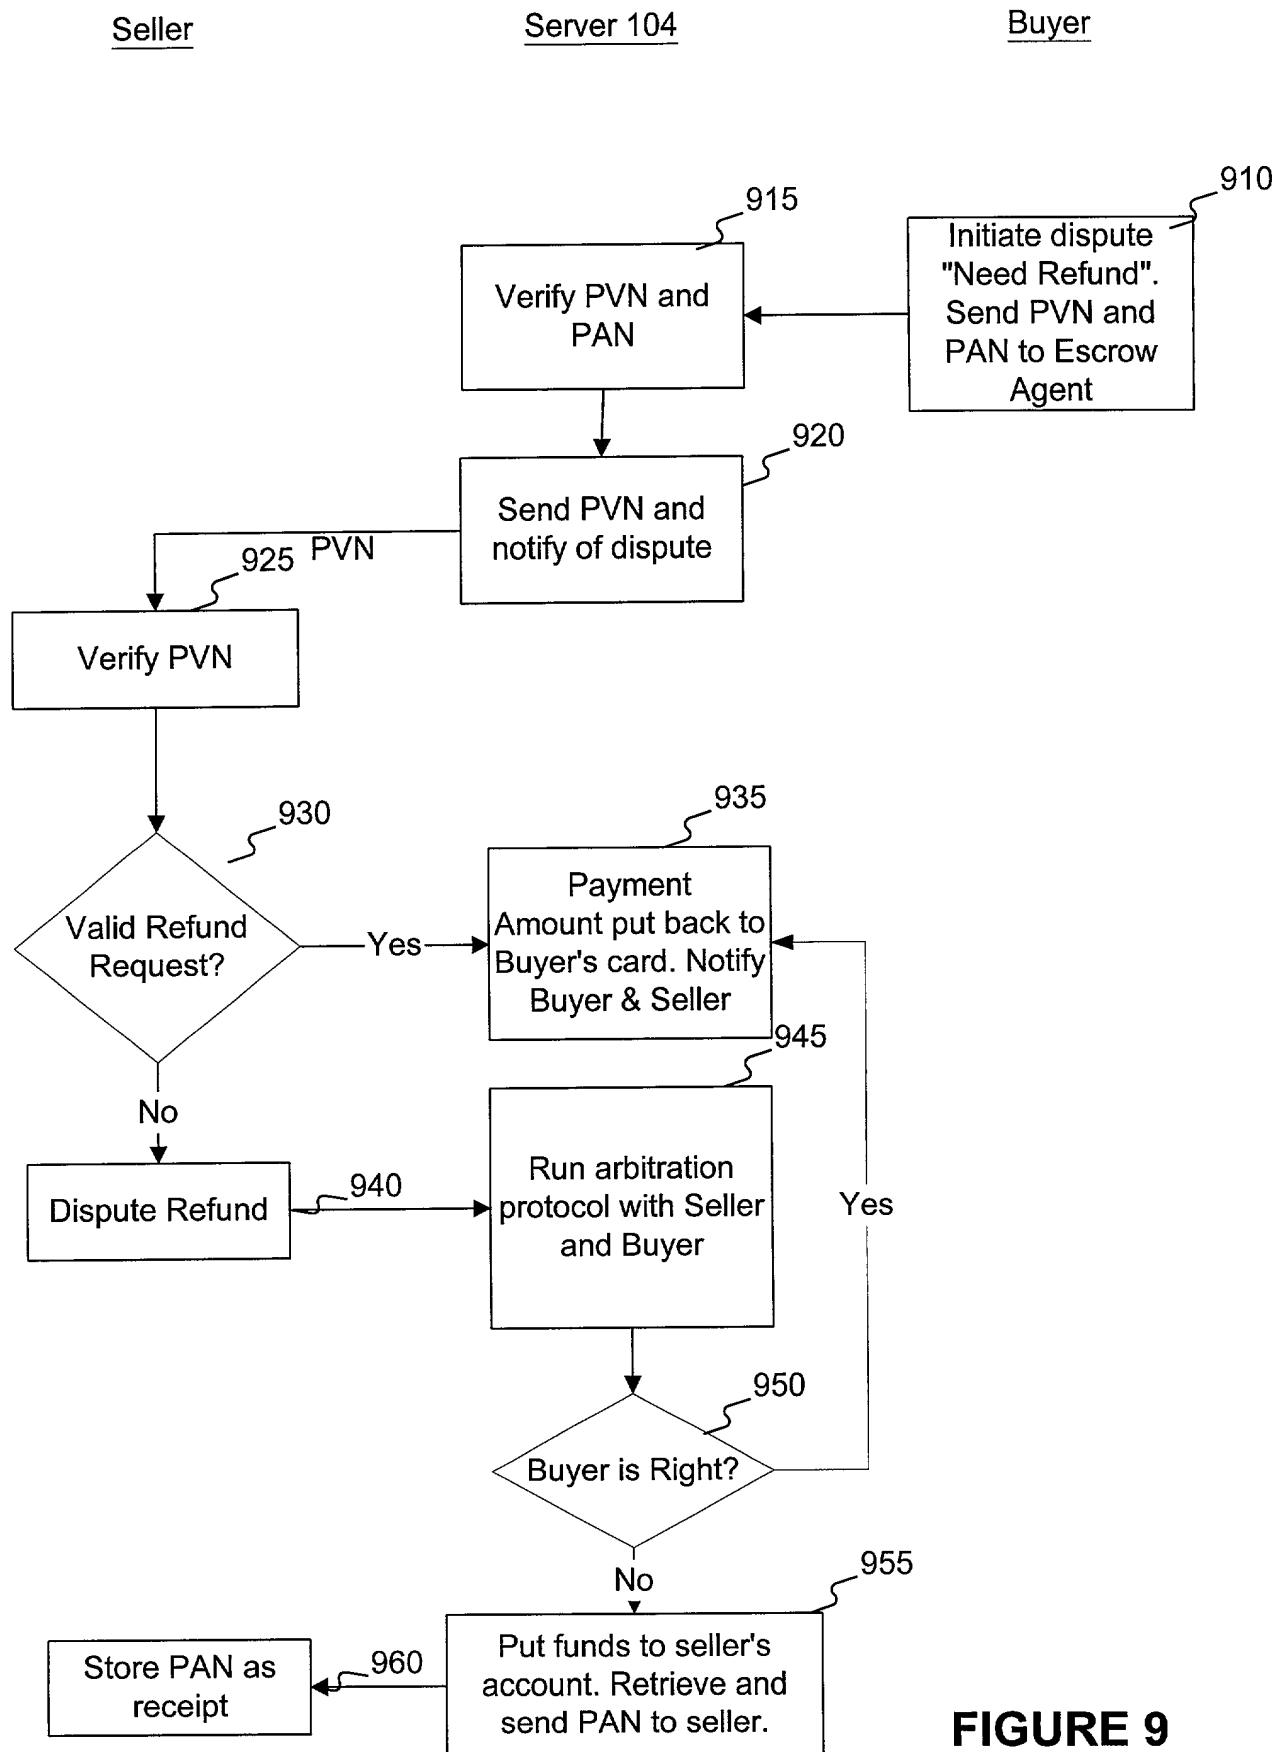 Seller
Server 104
Buyer
910
Initiate dispute
"Need Refund".
Send PVN and
PAN to Escrow
Agent
915
Verify PVN and
PAN
920
Send PVN and
notify of dispute
PVN
925
Verify PVN
930
Valid Refund
Request?
Yes
935
Payment
Amount put back to
Buyer's card. Notify
Buyer & Seller
No
Dispute Refund
940
945
Run arbitration
protocol with Seller
and Buyer
Yes
950
Buyer is Right?
No
955
Put funds to seller's
account. Retrieve and
send PAN to seller.
960
Store PAN as
receipt
FIGURE 9